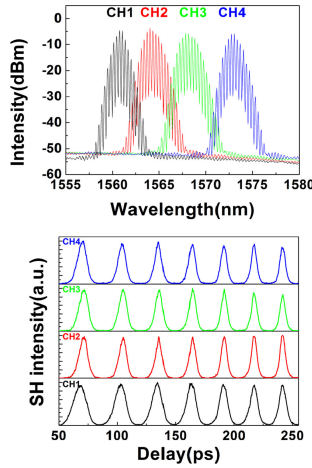 CH1 CH2 CH3 CH4
0
-10
-20
-30
-40
-50
-60
Intensity(dBm)
1555 1560 1565 1570 1575 1580
Wavelength(nm)
CH4
CH3
CH2
CH1
SH intensity(a.u.)
50 100 150 200 250
Delay(ps)